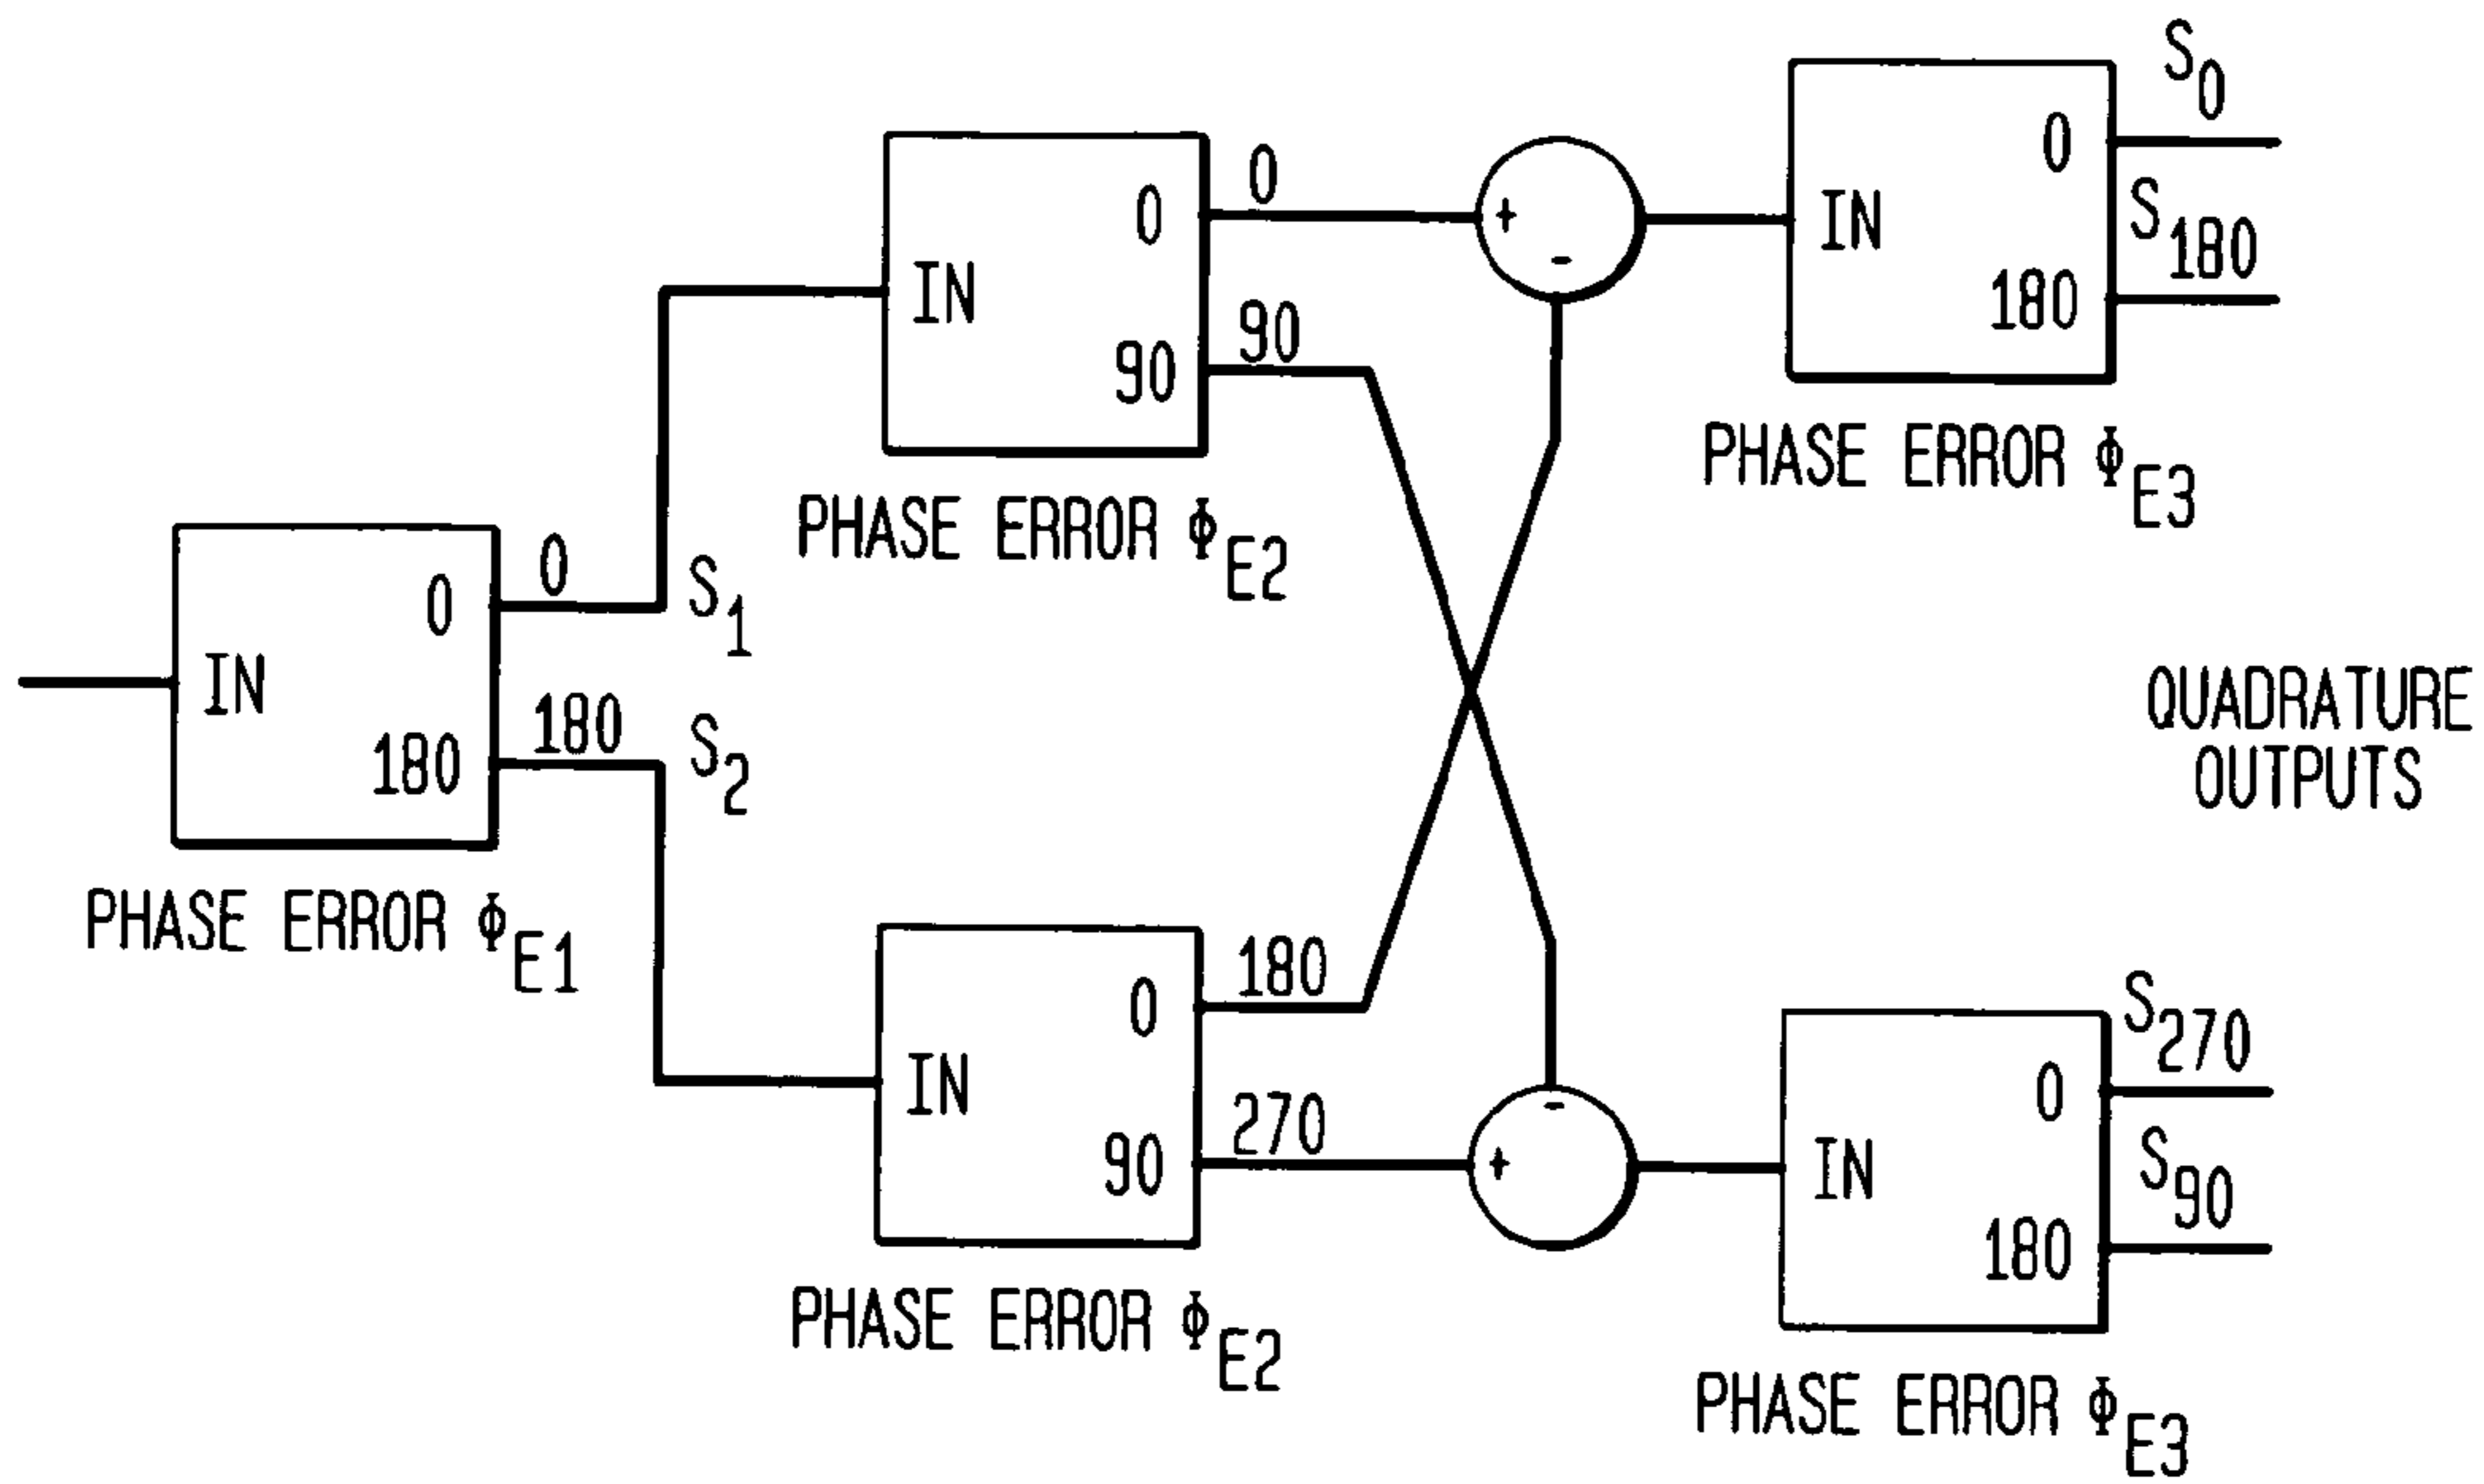 IN
0
180
PHASE ERROR ΦE1
0
S1
180
S2
IN
0
90
PHASE ERROR ΦE2
0
90
IN
0
90
PHASE ERROR ΦE2
180
270
+
-
-
+
IN
0
180
PHASE ERROR ΦE3
S0
S180
QUADRATURE
OUTPUTS
IN
0
180
PHASE ERROR ΦE3
S270
S90